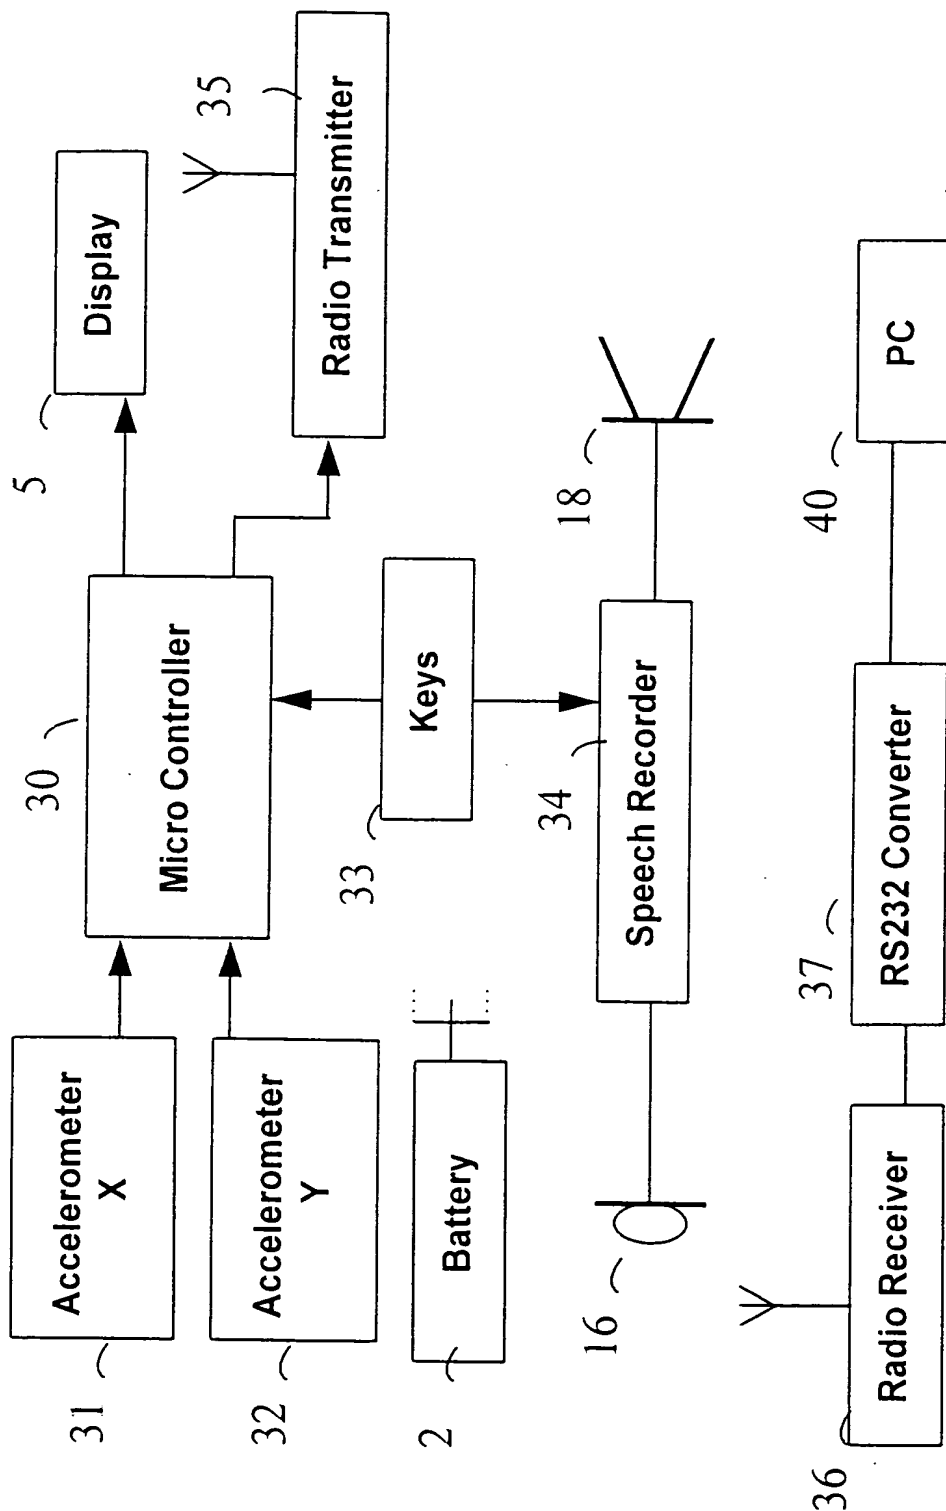 31
Accelerometer
X
32
Accelerometer
Y
2
Battery
30
Micro Controller
5
Display
35
Radio Transmitter
33
Keys
16
34
Speech Recorder
18
36
Radio Receiver
37
RS232 Converter
40
PC